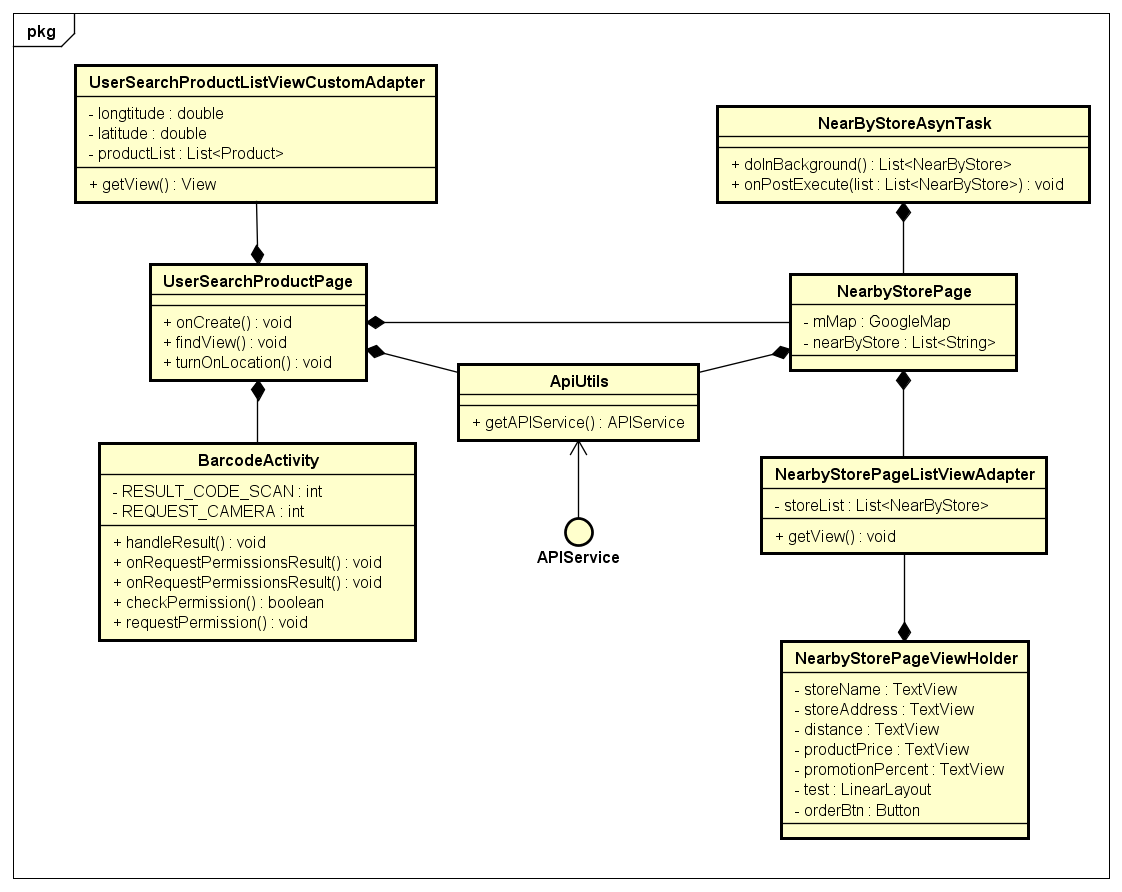 pkg
UserSearchProductListViewCustomAdapter
- longtitude : double
- latitude : double
- productList : List<Product>
+ getView() : View
NearByStoreAsynTask
+ doInBackground() : List<NearByStore>
+ onPostExecute(list : List<NearByStore>) : void
UserSearchProductPage
+ onCreate() : void
+ findView() : void
+ turnOnLocation() : void
NearbyStorePage
- mMap : GoogleMap
- nearByStore : List<String>
ApiUtils
+ getAPIService() : APIService
BarcodeActivity
- RESULT_CODE_SCAN : int
- REQUEST_CAMERA : int
+ handleResult() : void
+ onRequestPermissionsResult() : void
+ onRequestPermissionsResult() : void
+ checkPermission() : boolean
+ requestPermission() : void
APIService
NearbyStorePageListViewAdapter
- storeList : List<NearByStore>
+ getView() : void
NearbyStorePageViewHolder
- storeName : TextView
- storeAddress : TextView
- distance : TextView
- productPrice : TextView
- promotionPercent : TextView
- test : LinearLayout
- orderBtn : Button